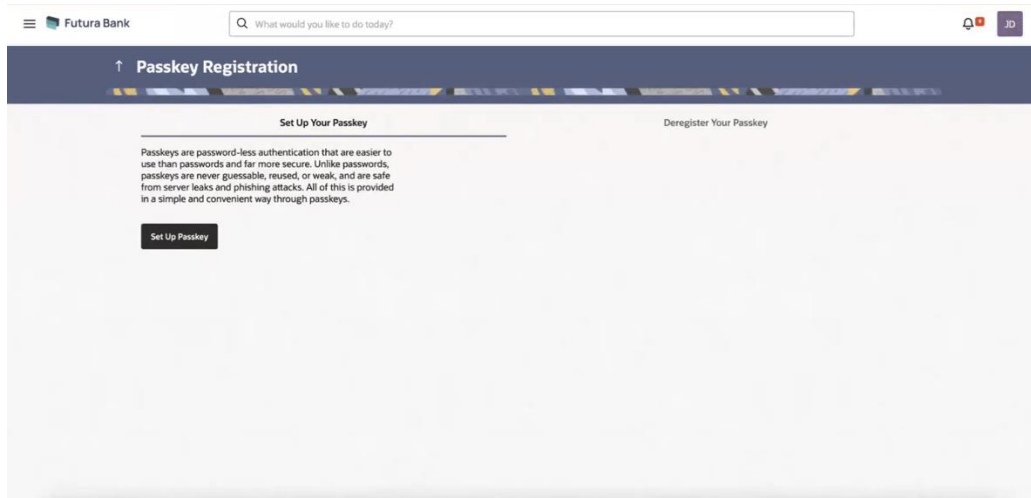 Futura Bank
What would you like to do today?
JD
Passkey Registration
Set Up Your Passkey
Deregister Your Passkey
Passkeys are password-less authentication that are easier to
use than passwords and far more secure. Unlike passwords,
passkeys are never guessable, reused, or weak, and are safe
from server leaks and phishing attacks. All of this is provided
in a simple and convenient way through passkeys.
Set Up Passkey